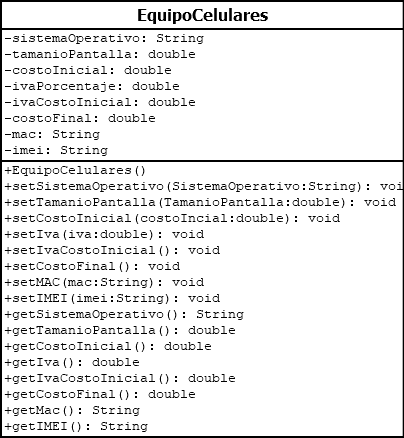 EquipoCelulares
-sistemaOperativo: String
-tamanioPantalla: double
-costoInicial: double
-ivaPorcentaje: double
-ivaCostoInicial: double
-costoFinal: double
-mac: String
-imei: String
+EquipoCelulares()
+setSistemaOperativo(SistemaOperativo:String): voi
+setTamanioPantalla(TamanioPantalla:double): void
+setCostoInicial(costoIncial:double): void
+setIva(iva:double): void
+setIvaCostoInicial(): void
+setCostoFinal(): void
+setMAC(mac:String): void
+setIMEI(imei:String): void
+getSistemaOperativo(): String
+getTamanioPantalla(): double
+getCostoInicial(): double
+getIva(): double
+getIvaCostoInicial(): double
+getCostoFinal(): double
+getMac(): String
+getIMEI(): String